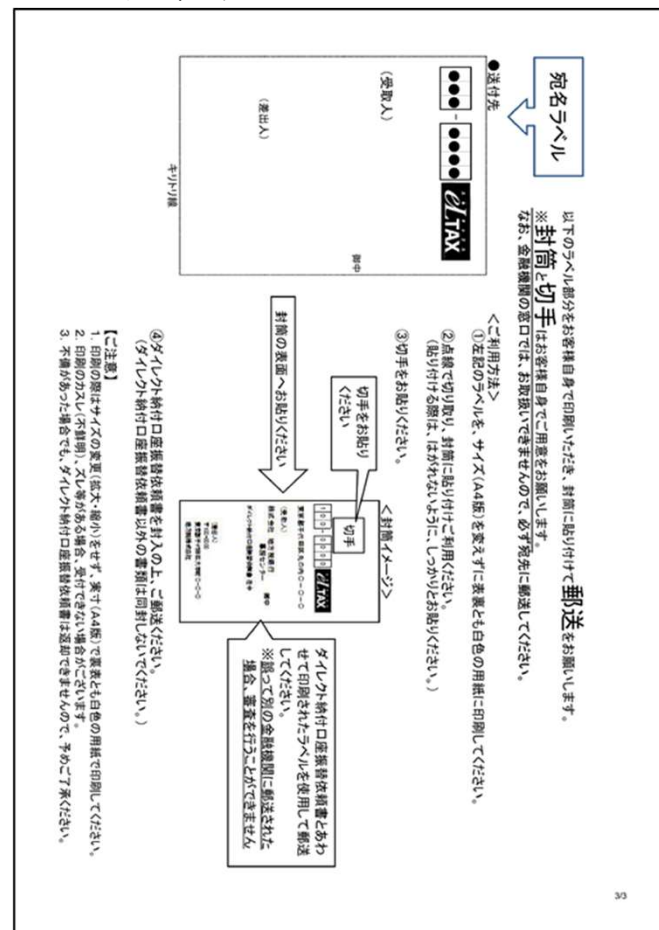 宛名ラベル
以下のラベル部分をお客様自身で印刷いただき、封筒に貼り付けて郵送をお願いします。
※封筒と切手はお客様自身でご用意をお願いします。
なお、金融機関の窓口では、お取扱いできませんので、必ず宛先に郵送してください。
●送付先
●●●-●●●● eLTAX
(受取人)
御中
(差出人)
キリトリ線
<ご利用方法>
①左記のラベルを、サイズ(A4版)を変えずに表裏とも白色の用紙に印刷してください。
②点線で切り取り、封筒に貼り付けご利用ください。
(貼り付ける際は、はがれないように、しっかりとお貼りください。)
③切手をお貼りください。
切手をお貼り
ください
封筒の表面へお貼りください
<封筒イメージ>
切手
eLTAX
ダイレクト納付口座振替依頼書とあわ
せて印刷されたラベルを使用して郵送
してください。
※誤って別の金融機関に郵送された
場合、審査を行うことができません
④ダイレクト納付口座振替依頼書を封入の上、ご郵送ください。
(ダイレクト納付口座振替依頼書以外の書類は同封しないでください。)
【ご注意】
1. 印刷の際はサイズの変更(拡大・縮小)をせず、実寸(A4版)で裏表とも白色の用紙で印刷してください。
2. 印刷のカスレ(不鮮明)、ズレ等がある場合、受付できない場合がございます。
3. 不備があった場合でも、ダイレクト納付口座振替依頼書は返却できませんので、予めご了承ください。
3/3